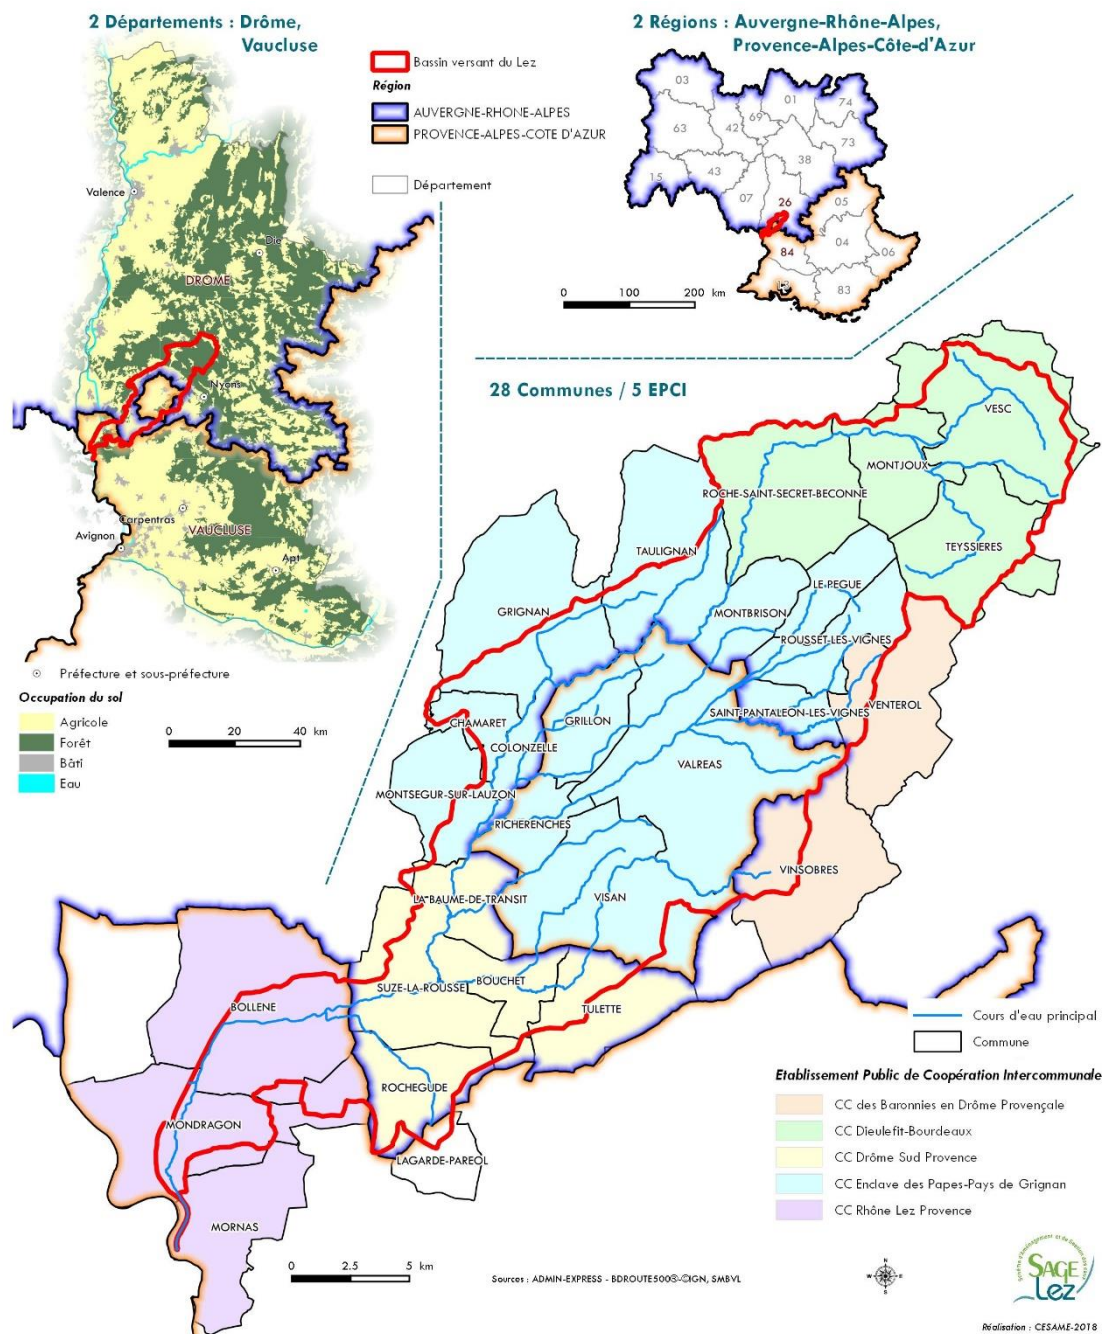 2 Départements : Drôme,
Vaucluse
2 Régions : Auvergne-Rhône-Alpes,
Provence-Alpes-Côte-d'Azur
Bassin versant du Lez
Région
AUVERGNE-RHONE-ALPES
PROVENCE-ALPES-COTE D'AZUR
Département
03
01
74
69
42
63
73
38
43
15
07
26
05
04
06
84
13
83
0 100 200 km
Valence
Die
DROME
Nyons
Carpentras
VAUCLUSE
Avignon
Apt
Préfecture et sous-préfecture
Occupation du sol
Agricole
Forêt
Bâti
Eau
0 20 40 km
28 Communes / 5 EPCI
VESC
MONTJOUX
ROCHE-SAINT-SECRET-BECONNE
TEYSSIERES
TAULIGNAN
LE PEGUE
GRIGNAN
MONTBRISON
ROUSSET-LES-VIGNES
VENTEROL
SAINT-PANTALEON-LES-VIGNES
CHAMARET
GRILLON
COLONZELLE
VALREAS
MONTSEGUR-SUR-LAUZON
RICHERENCHES
VINSOBRES
LA BAUME-DE-TRANSIT
VISAN
SUZE-LA-ROUSSE
BOUCHET
BOLLENE
TULETTE
ROCHEGUDE
MONDRAGON
LAGARDE-PAREOL
MORNAS
Cours d'eau principal
Commune
Etablissement Public de Coopération Intercommunale
CC des Baronnies en Drôme Provençale
CC Dieulefit-Bourdeaux
CC Drôme Sud Provence
CC Enclave des Papes-Pays de Grignan
CC Rhône Lez Provence
0 2.5 5 km
Sources : ADMIN-EXPRESS - BDROUTE500®-©IGN, SMBVL
N
W E
S
SAGE
Lez
Réalisation : CESAME-2018